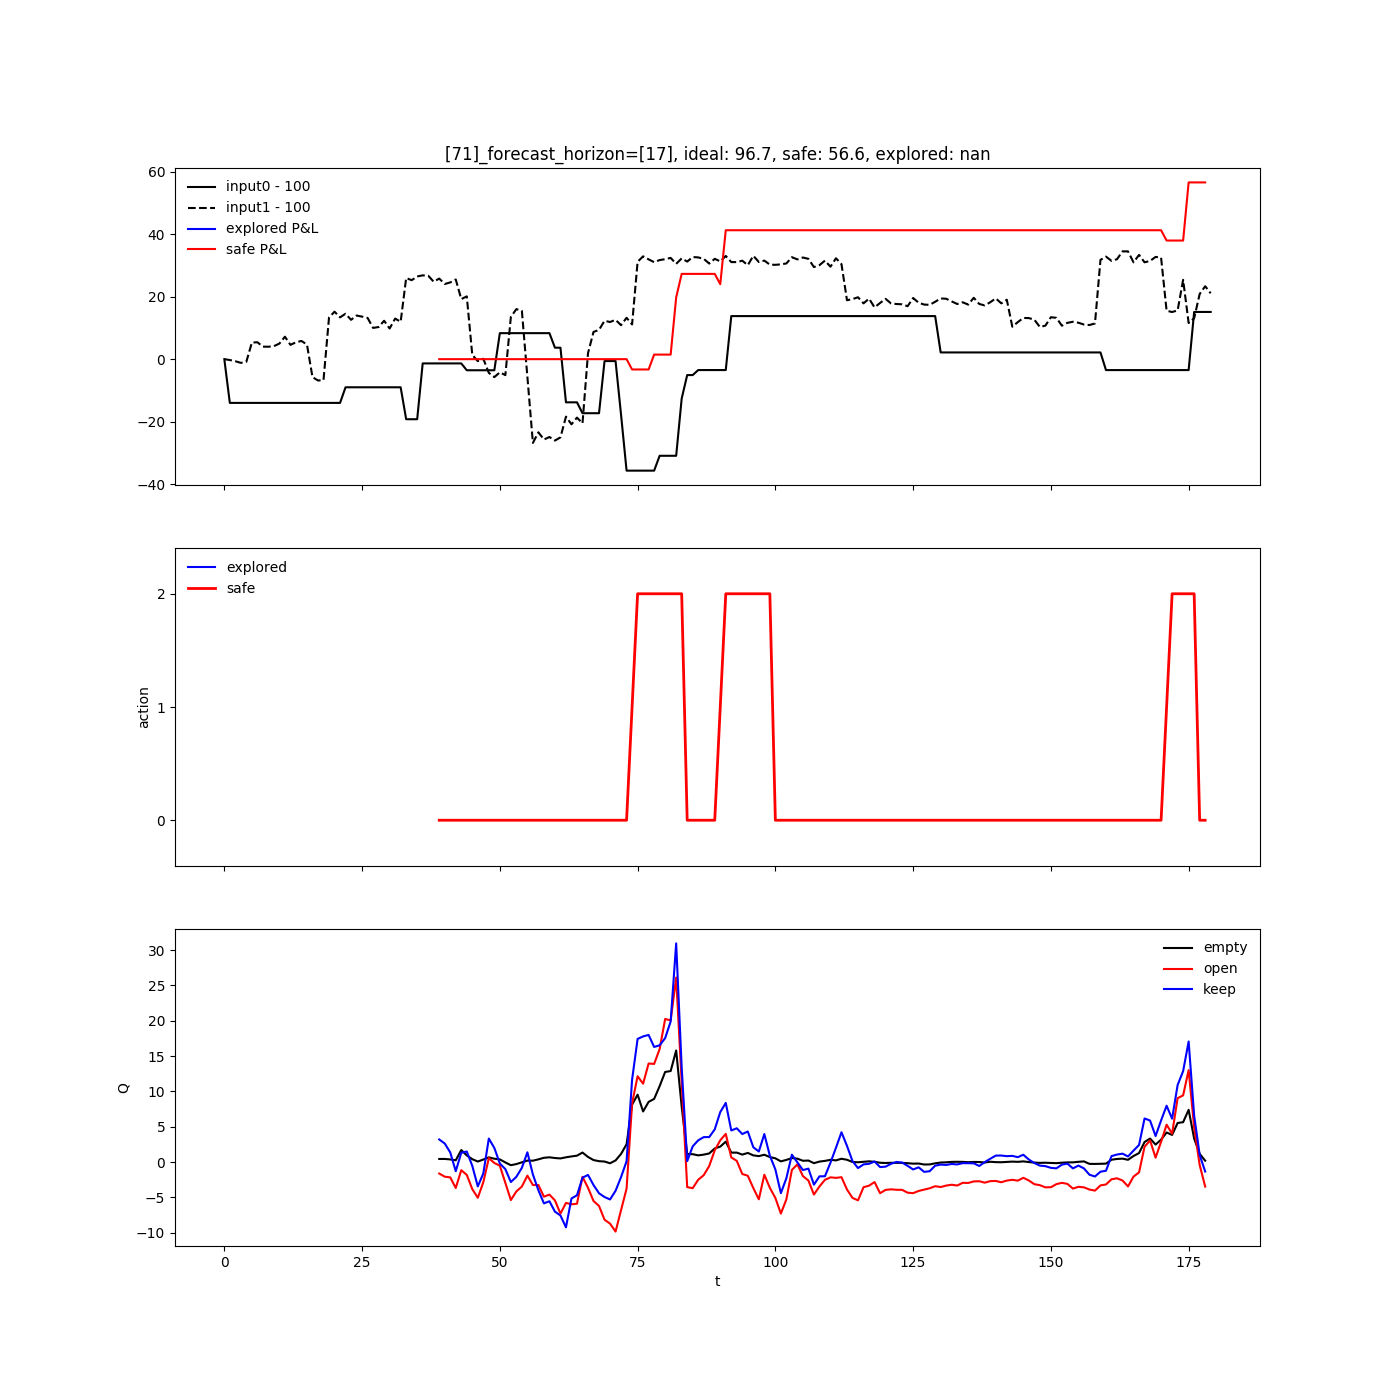 [71]_forecast_horizon=[17], ideal: 96.7, safe: 56.6, explored: nan
60
40
20
0
−20
−40
input0 - 100
input1 - 100
explored P&L
safe P&L
action
2
1
0
explored
safe
Q
30
25
20
15
10
5
0
−5
−10
empty
open
keep
0 25 50 75 100 125 150 175
t